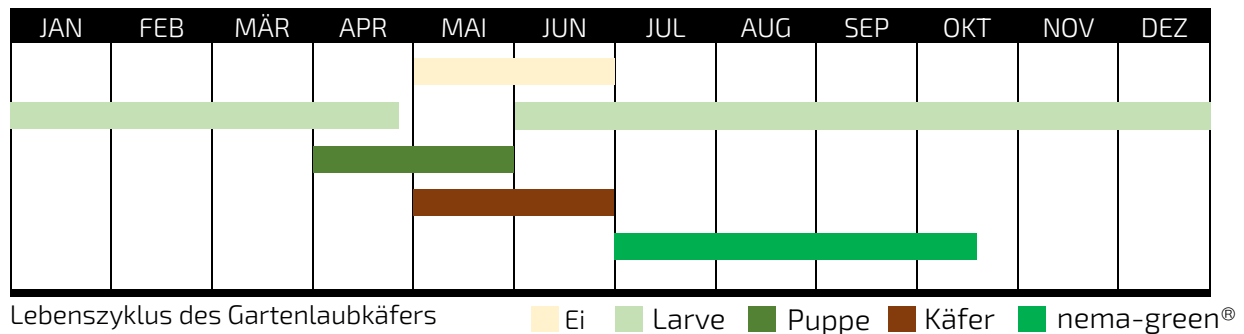 JAN FEB MÄR APR MAI JUN JUL AUG SEP OKT NOV DEZ
Lebenszyklus des Gartenlaubkäfers Ei Larve Puppe Käfer nema-green®